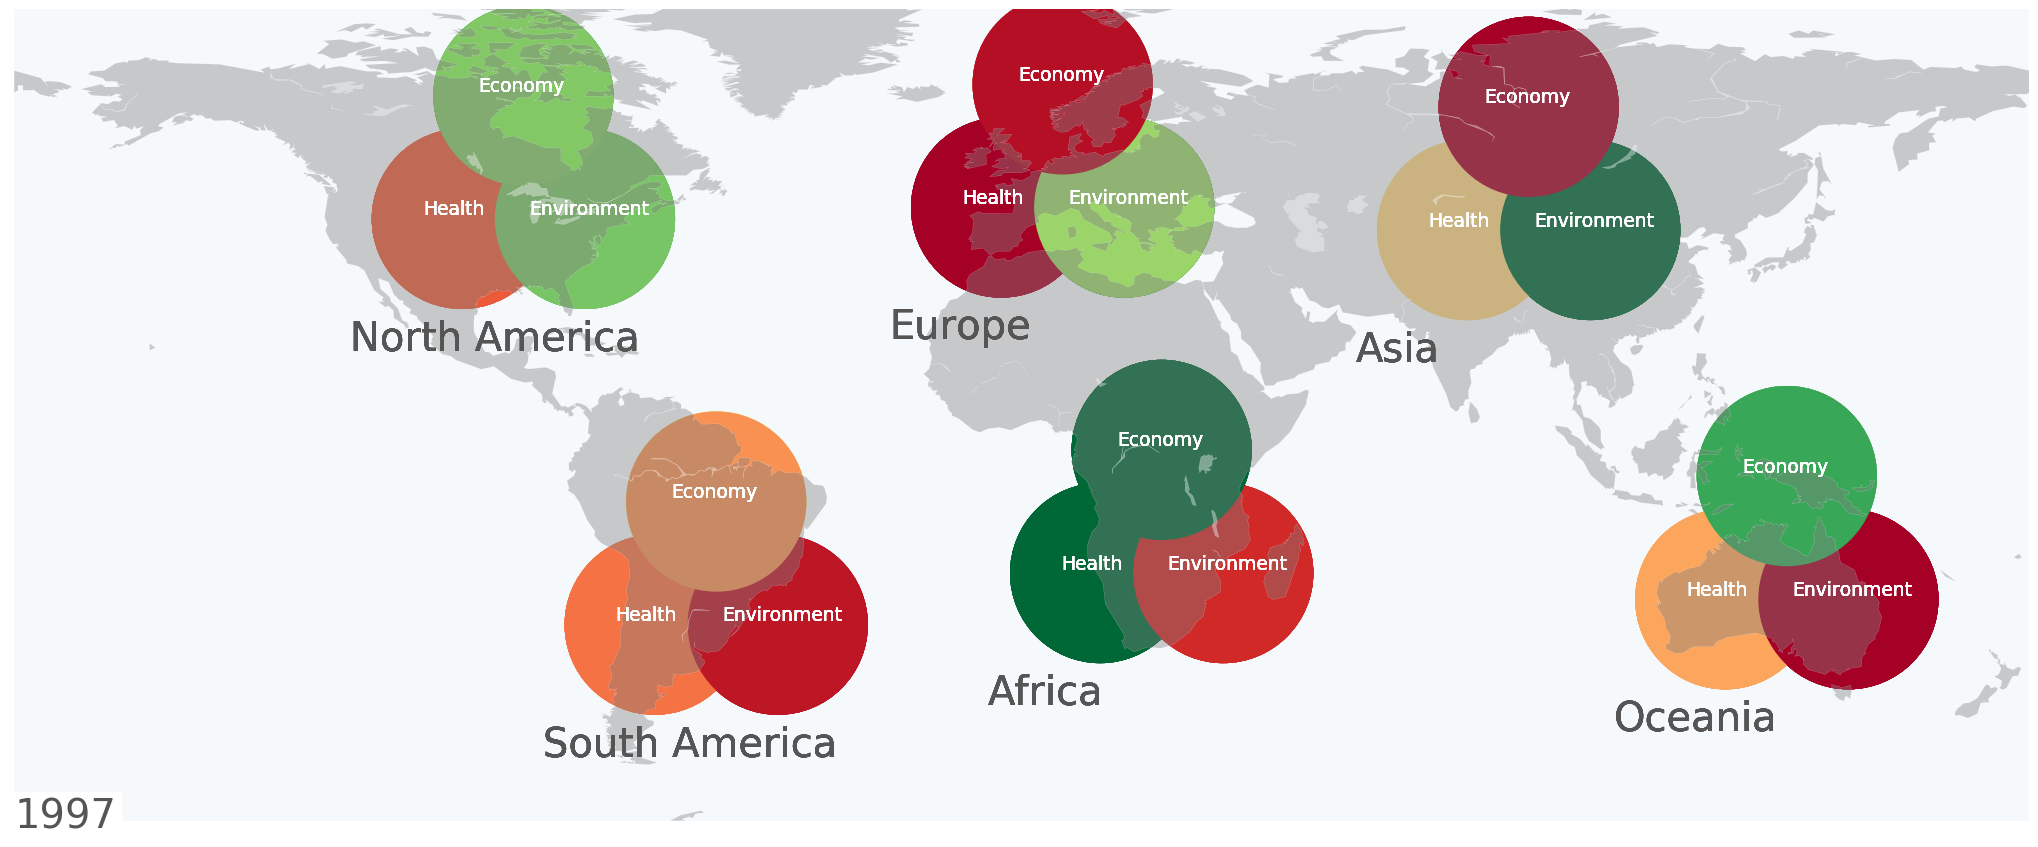 Economy
Health
Environment
North America
Economy
Health
Environment
Europe
Economy
Health
Environment
Asia
Economy
Health
Environment
South America
Economy
Health
Environment
Africa
Economy
Health
Environment
Oceania
1997